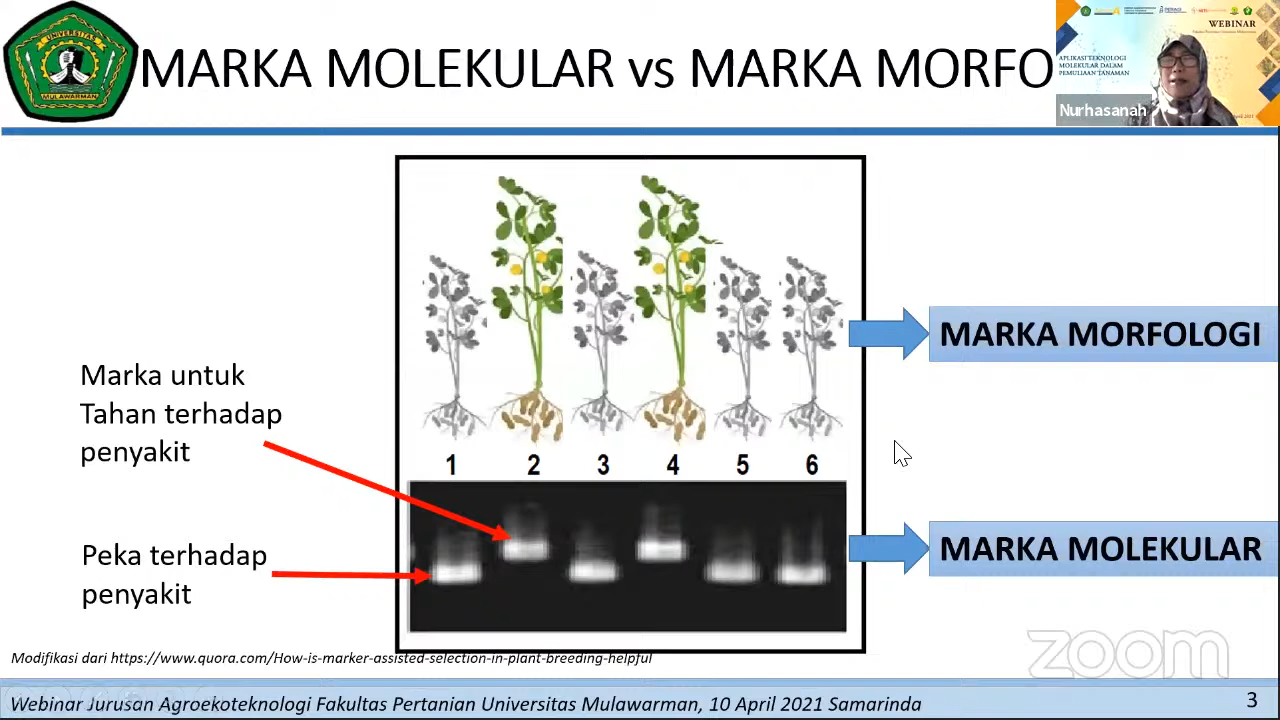 MARKA MOLEKULAR vs MARKA MORFO
UNIVERSITAS
MULAWARMAN
WEBINAR
APLIKASI TEKNOLOGI
MOLEKULAR DALAM
PEMULIAAN TANAMAN
Nurhasanah
MARKA MORFOLOGI
Marka untuk
Tahan terhadap
penyakit
1 2 3 4 5 6
Peka terhadap
penyakit
MARKA MOLEKULAR
zoom
Modifikasi dari https://www.quora.com/How-is-marker-assisted-selection-in-plant-breeding-helpful
Webinar Jurusan Agroekoteknologi Fakultas Pertanian Universitas Mulawarman, 10 April 2021 Samarinda
3